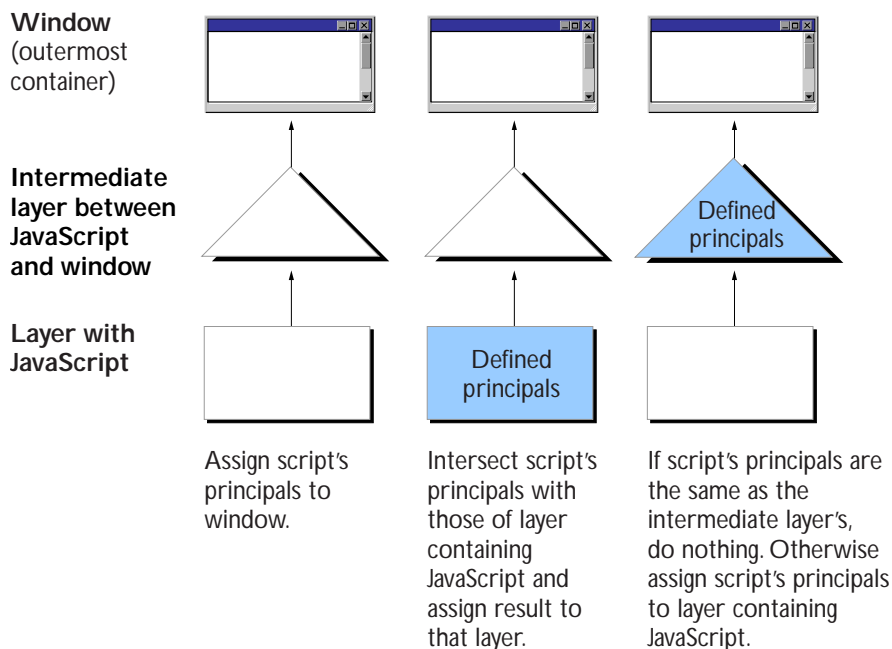 Window
(outermost
container)
Intermediate
layer between
JavaScript
and window
Defined
principals
Layer with
JavaScript
Defined
principals
Assign script's
principals to
window.
Intersect script's
principals with
those of layer
containing
JavaScript and
assign result to
that layer.
If script's principals are
the same as the
intermediate layer's,
do nothing. Otherwise
assign script's principals
to layer containing
JavaScript.